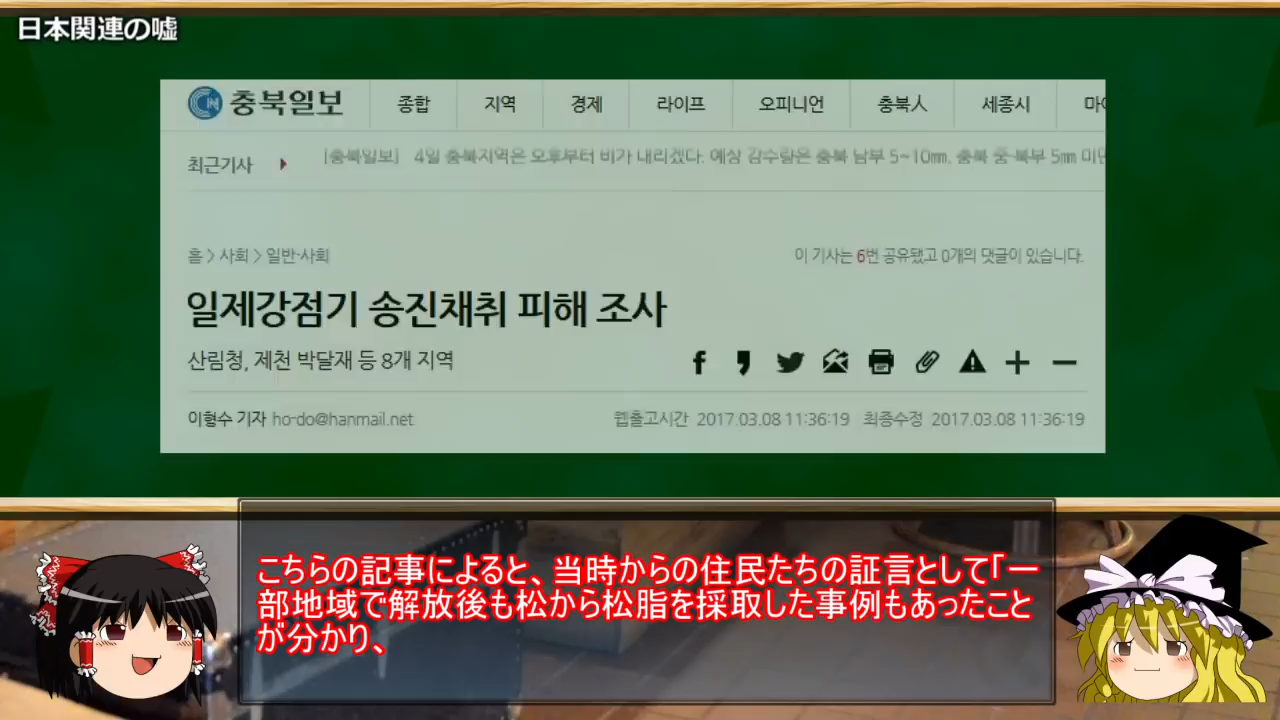 日本関連の嘘
충북일보 종합 지역 경제 라이프 오피니언 충북人 세종시
최근기사 [충북일보] 4일 충북지역은 오후부터 비가 내리겠다. 예상 강수량은 충북 남부 5~10㎜, 충북 중·북부 5㎜
홈 > 사회 > 일반·사회 이 기사는 6번 공유됐고 0개의 댓글이 있습니다.
일제강점기 송진채취 피해 조사
산림청, 제천 박달재 등 8개 지역
이형수 기자 ho-do@hanmail.net 웹출고시간 2017.03.08 11:36:19 최종수정 2017.03.08 11:36:19
こちらの記事によると、当時からの住民たちの証言として「一
部地域で解放後も松から松脂を採取した事例もあったこと
が分かり、